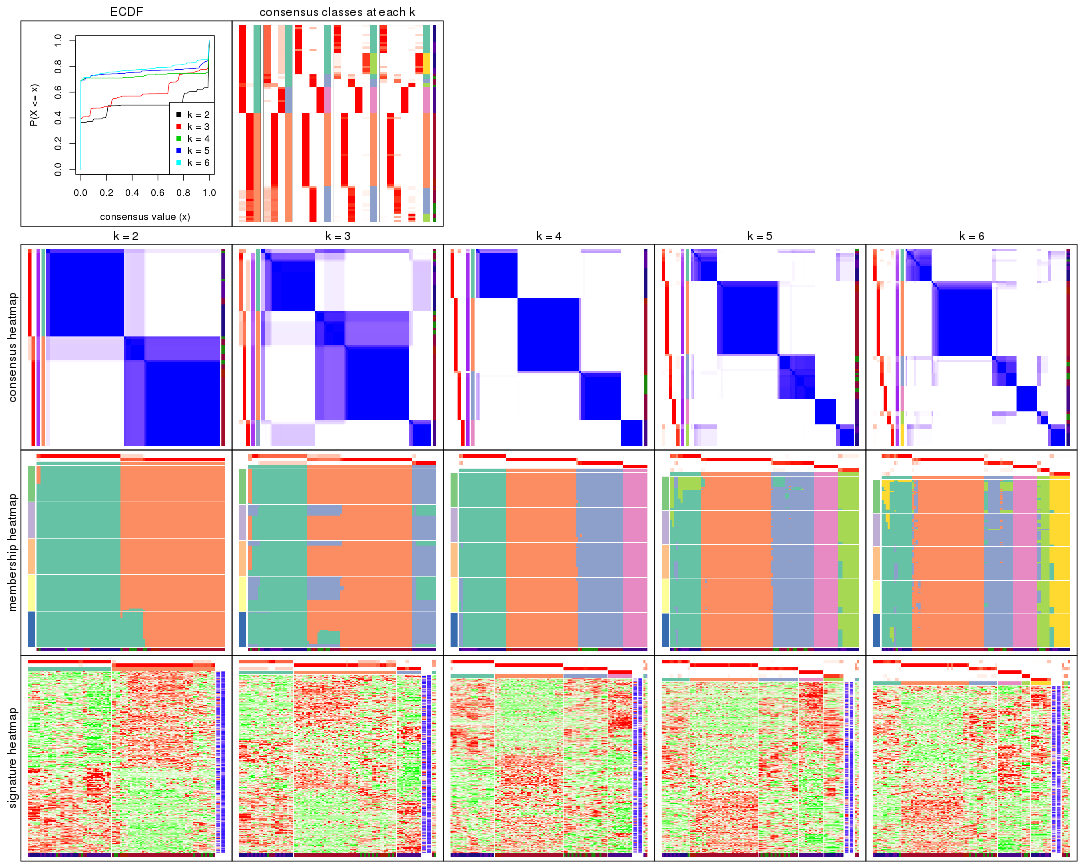 ECDF
consensus classes at each k
P(X <= x)
0.0
0.2
0.4
0.6
0.8
1.0
k = 2
k = 3
k = 4
k = 5
k = 6
0.0 0.2 0.4 0.6 0.8 1.0
consensus value (x)
k = 2
k = 3
k = 4
k = 5
k = 6
consensus heatmap
membership heatmap
signature heatmap